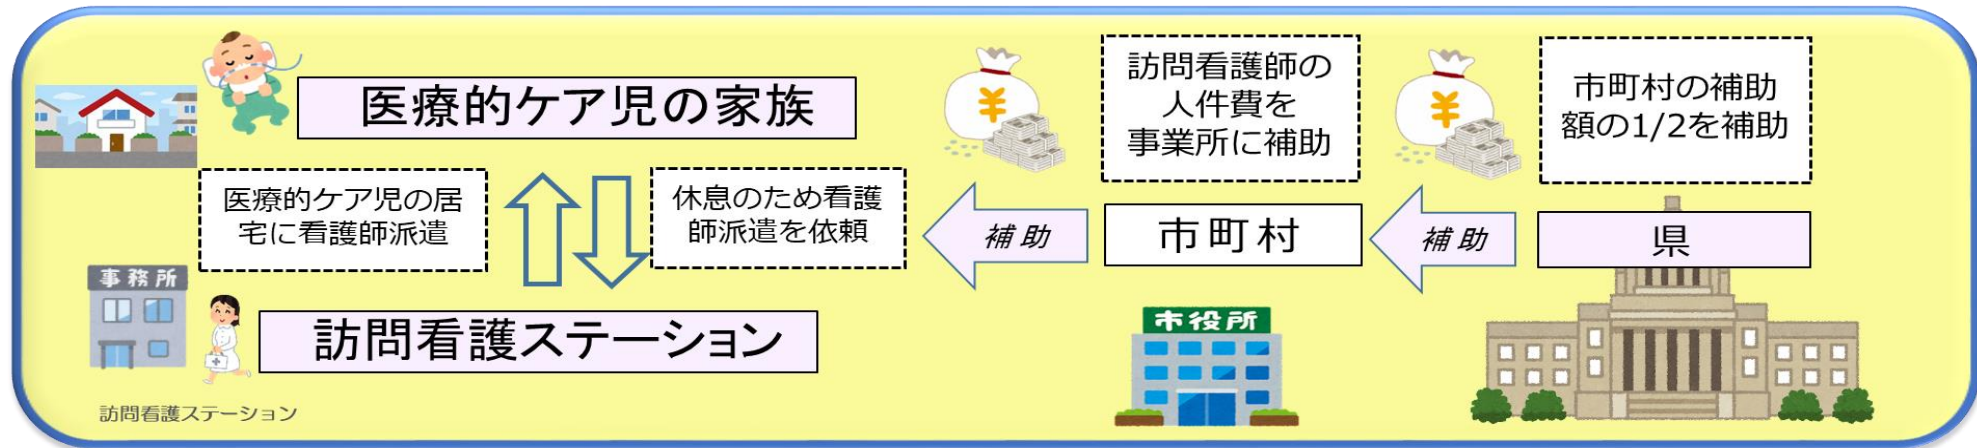 医療的ケア児の家族
医療的ケア児の居
宅に看護師派遣
休息のため看護
師派遣を依頼
事務所
訪問看護ステーション
訪問看護ステーション
¥
訪問看護師の
人件費を
事業所に補助
補助
市町村
市役所
¥
市町村の補助
額の1/2を補助
補助
県